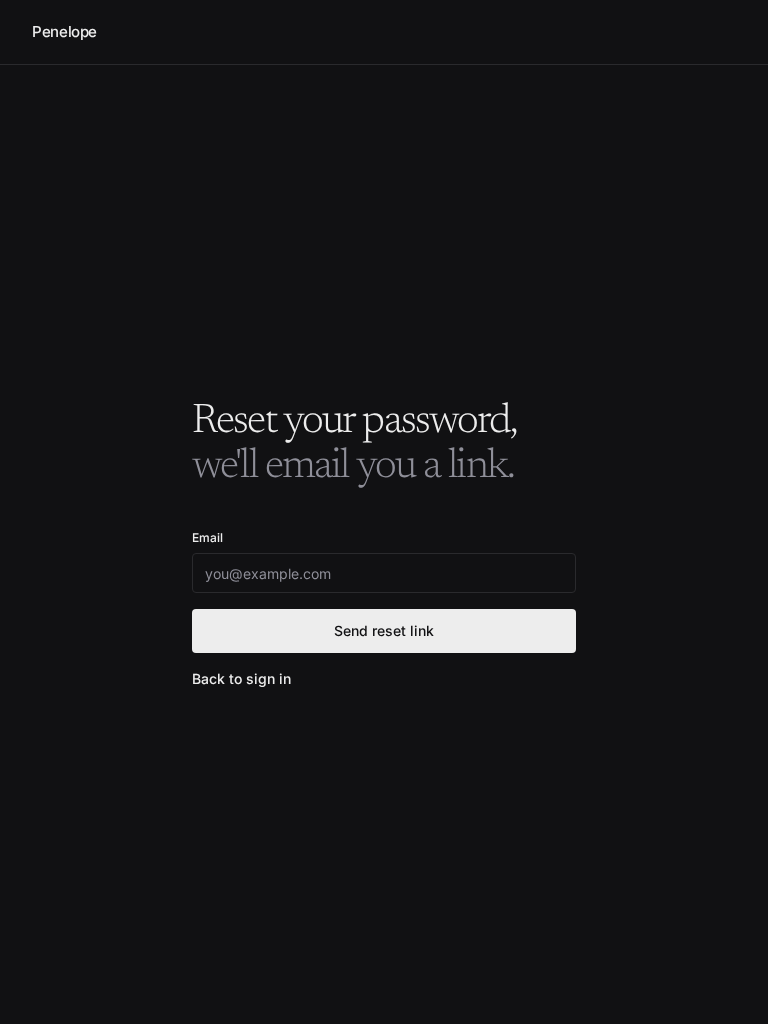 Penelope
Reset your password,
we'll email you a link.
Email
you@example.com
Send reset link
Back to sign in